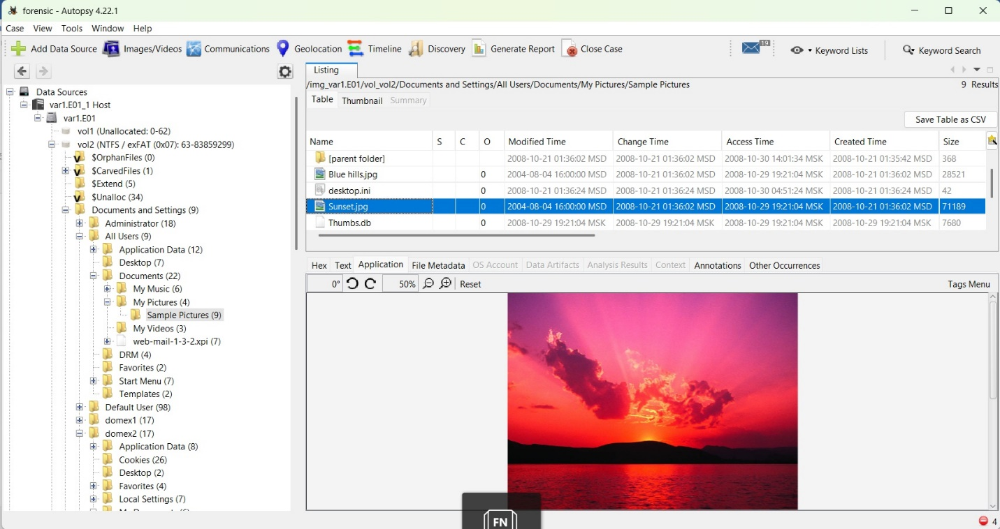 forensic - Autopsy 4.22.1
Case View Tools Window Help
Add Data Source Images/Videos Communications Geolocation Timeline Discovery Generate Report Close Case 19 Keyword Lists Keyword Search
Data Sources
var1.E01_1 Host
var1.E01
vol1 (Unallocated: 0-62)
vol2 (NTFS / exFAT (0x07): 63-83859299)
$OrphanFiles (0)
$CarvedFiles (1)
$Extend (5)
$Unalloc (34)
Documents and Settings (9)
Administrator (18)
All Users (9)
Application Data (12)
Desktop (7)
Documents (22)
My Music (6)
My Pictures (4)
Sample Pictures (9)
My Videos (3)
web-mail-1-3-2.xpi (7)
DRM (4)
Favorites (2)
Start Menu (7)
Templates (2)
Default User (98)
domex1 (17)
domex2 (17)
Application Data (8)
Cookies (26)
Desktop (2)
Favorites (4)
Local Settings (7)
Listing
/img_var1.E01/vol_vol2/Documents and Settings/All Users/Documents/My Pictures/Sample Pictures 9 Results
Table Thumbnail Summary
Save Table as CSV
Name S C O Modified Time Change Time Access Time Created Time Size
[parent folder] 2008-10-21 01:36:02 MSD 2008-10-21 01:36:02 MSD 2008-10-30 14:01:34 MSK 2008-10-21 01:35:42 MSD 368
Blue hills.jpg 0 2004-08-04 16:00:00 MSD 2008-10-21 01:36:02 MSD 2008-10-29 19:21:04 MSK 2008-10-21 01:36:02 MSD 28521
desktop.ini 0 2008-10-21 01:36:24 MSD 2008-10-21 01:36:24 MSD 2008-10-30 04:51:24 MSK 2008-10-21 01:36:24 MSD 42
Sunset.jpg 0 2004-08-04 16:00:00 MSD 2008-10-21 01:36:02 MSD 2008-10-29 19:21:04 MSK 2008-10-21 01:36:02 MSD 71189
Thumbs.db 0 2008-10-29 19:21:04 MSK 2008-10-29 19:21:04 MSK 2008-10-29 19:21:04 MSK 2008-10-29 19:21:04 MSK 7680
Hex Text Application File Metadata OS Account Data Artifacts Analysis Results Context Annotations Other Occurrences
0° 50% Reset Tags Menu
FN
4